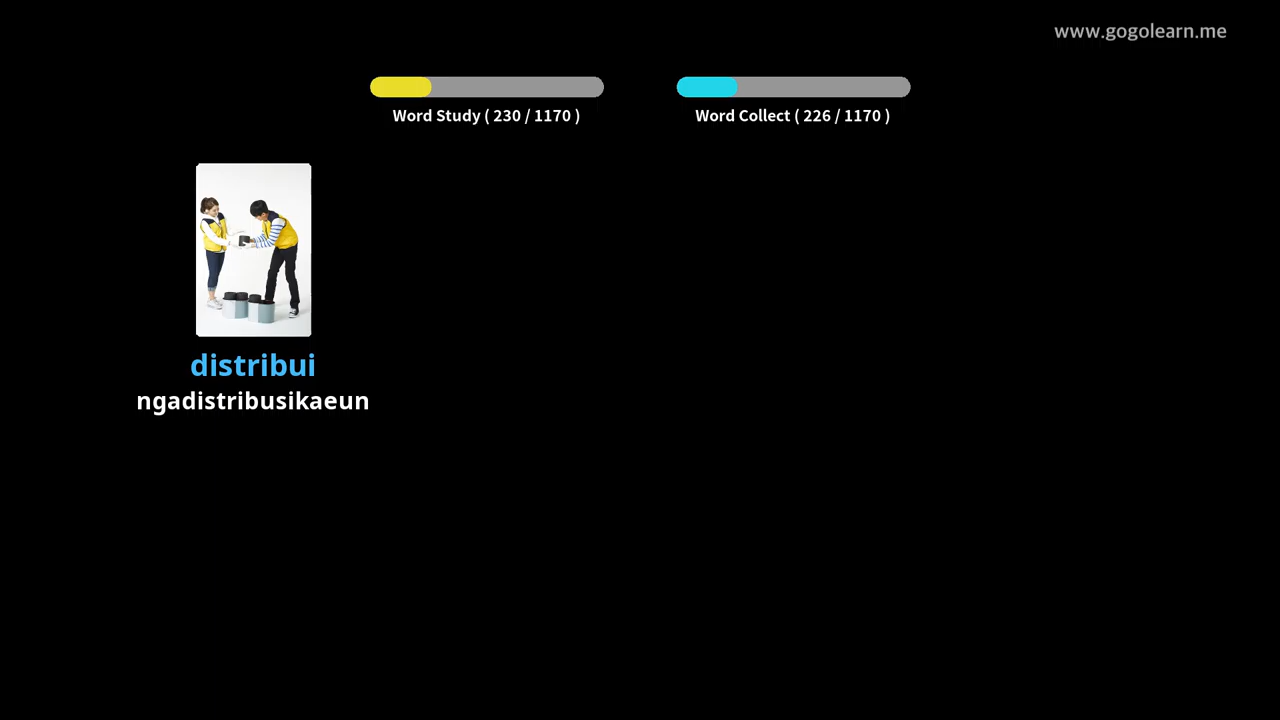 www.gogolearn.me
Word Study ( 230 / 1170 )
Word Collect ( 226 / 1170 )
distribui
ngadistribusikaeun